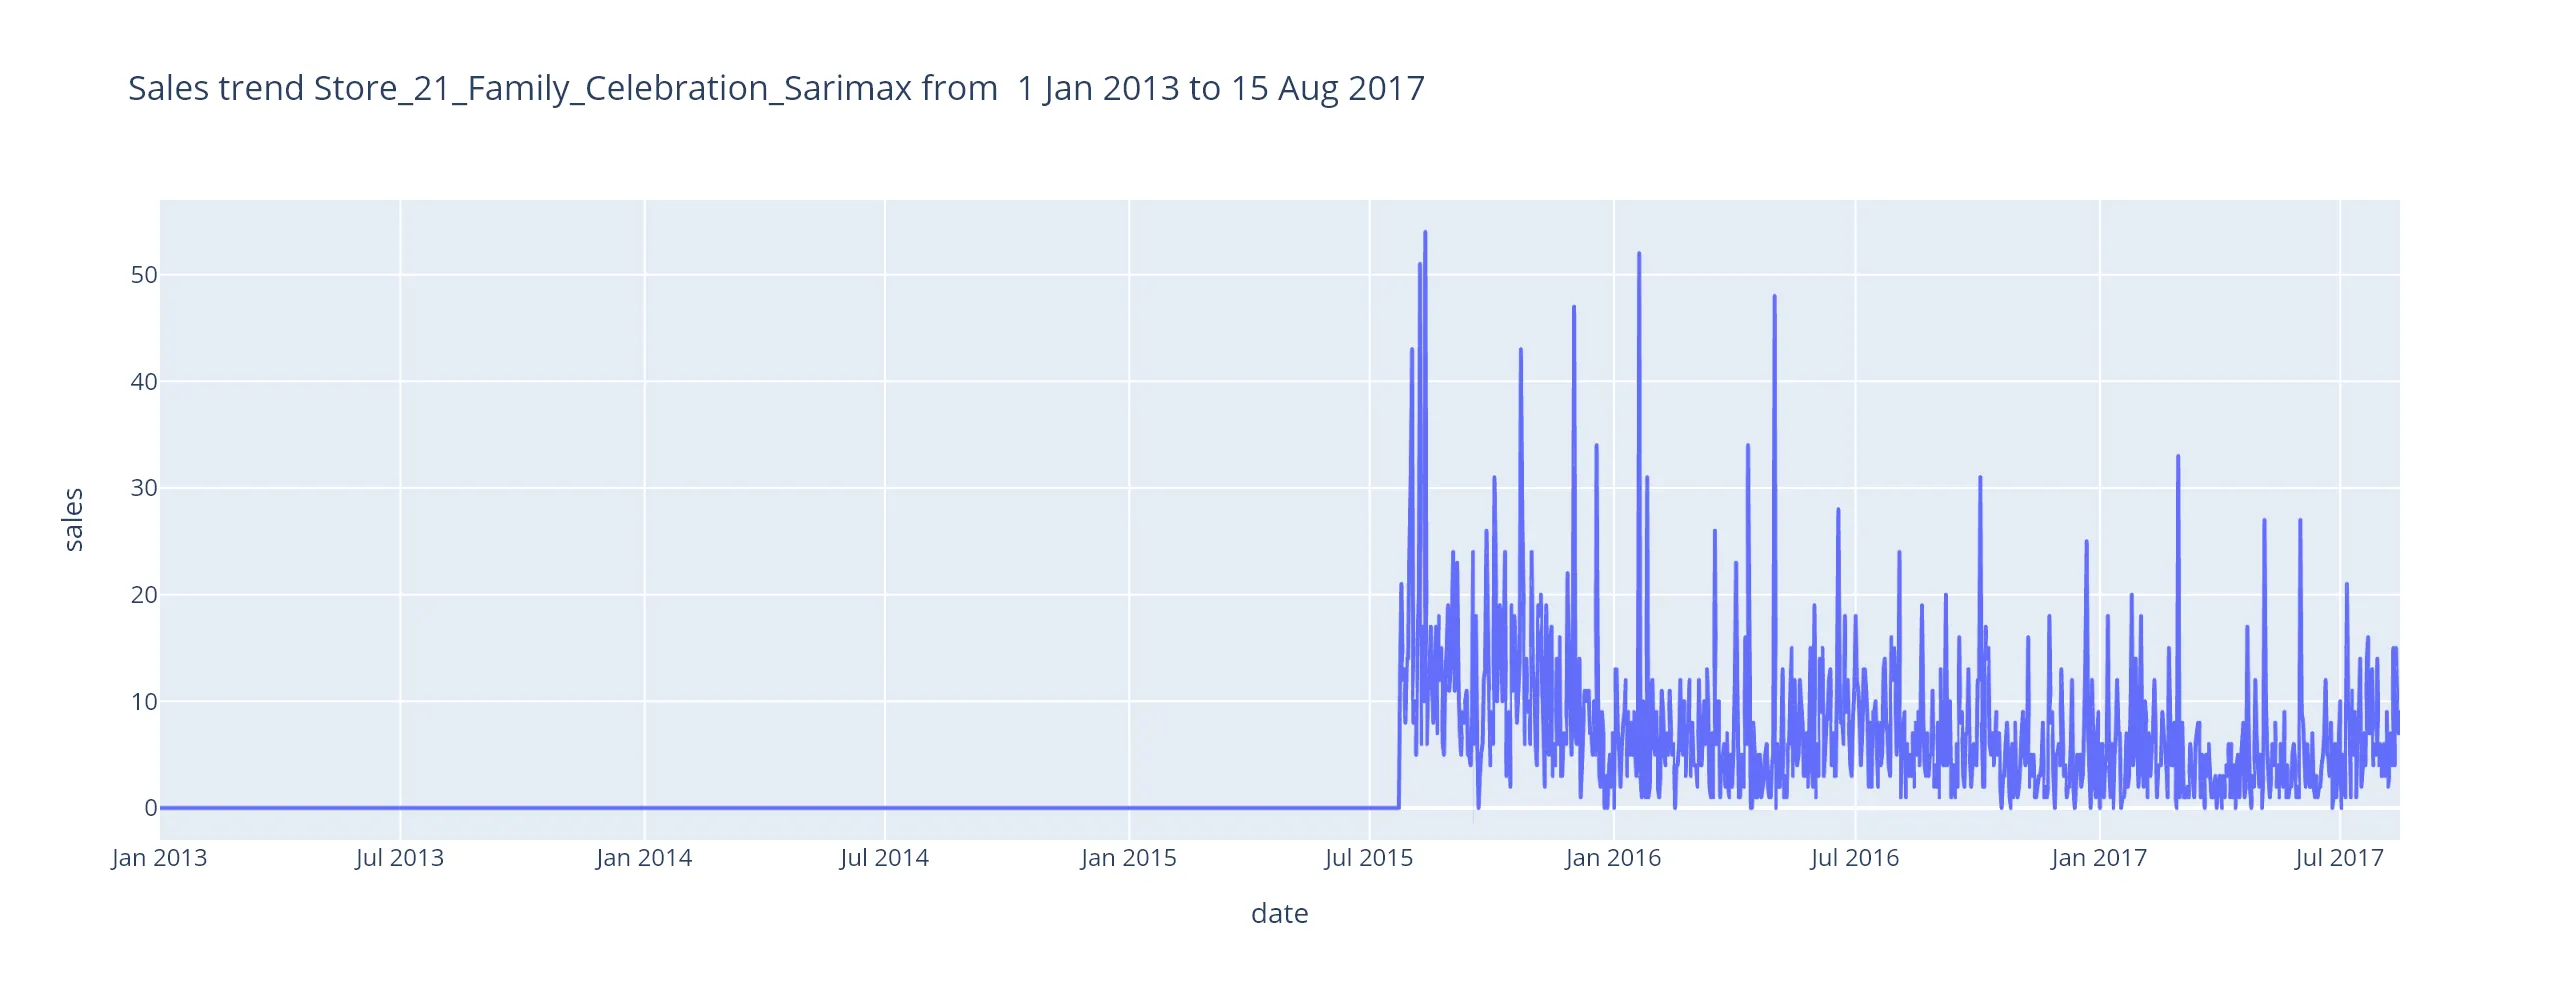 Sales trend Store_21_Family_Celebration_Sarimax from  1 Jan 2013 to 15 Aug 2017
50
40
30
20
10
0
sales
Jan 2013 Jul 2013 Jan 2014 Jul 2014 Jan 2015 Jul 2015 Jan 2016 Jul 2016 Jan 2017 Jul 2017
date